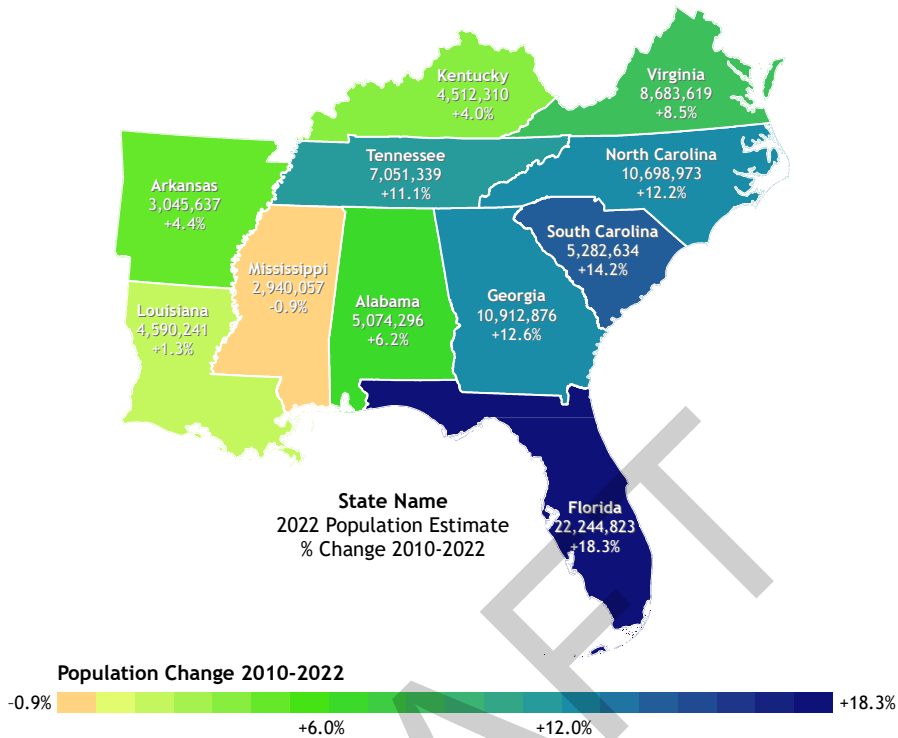 Kentucky
4,512,310
+4.0%
Virginia
8,683,619
+8.5%
Tennessee
7,051,339
+11.1%
North Carolina
10,698,973
+12.2%
Arkansas
3,045,637
+4.4%
South Carolina
5,282,634
+14.2%
Mississippi
2,940,057
-0.9%
Alabama
5,074,296
+6.2%
Georgia
10,912,876
+12.6%
Louisiana
4,590,241
+1.3%
Florida
22,244,823
+18.3%
State Name
2022 Population Estimate
% Change 2010-2022
Population Change 2010-2022
-0.9%
+18.3%
+6.0%
+12.0%